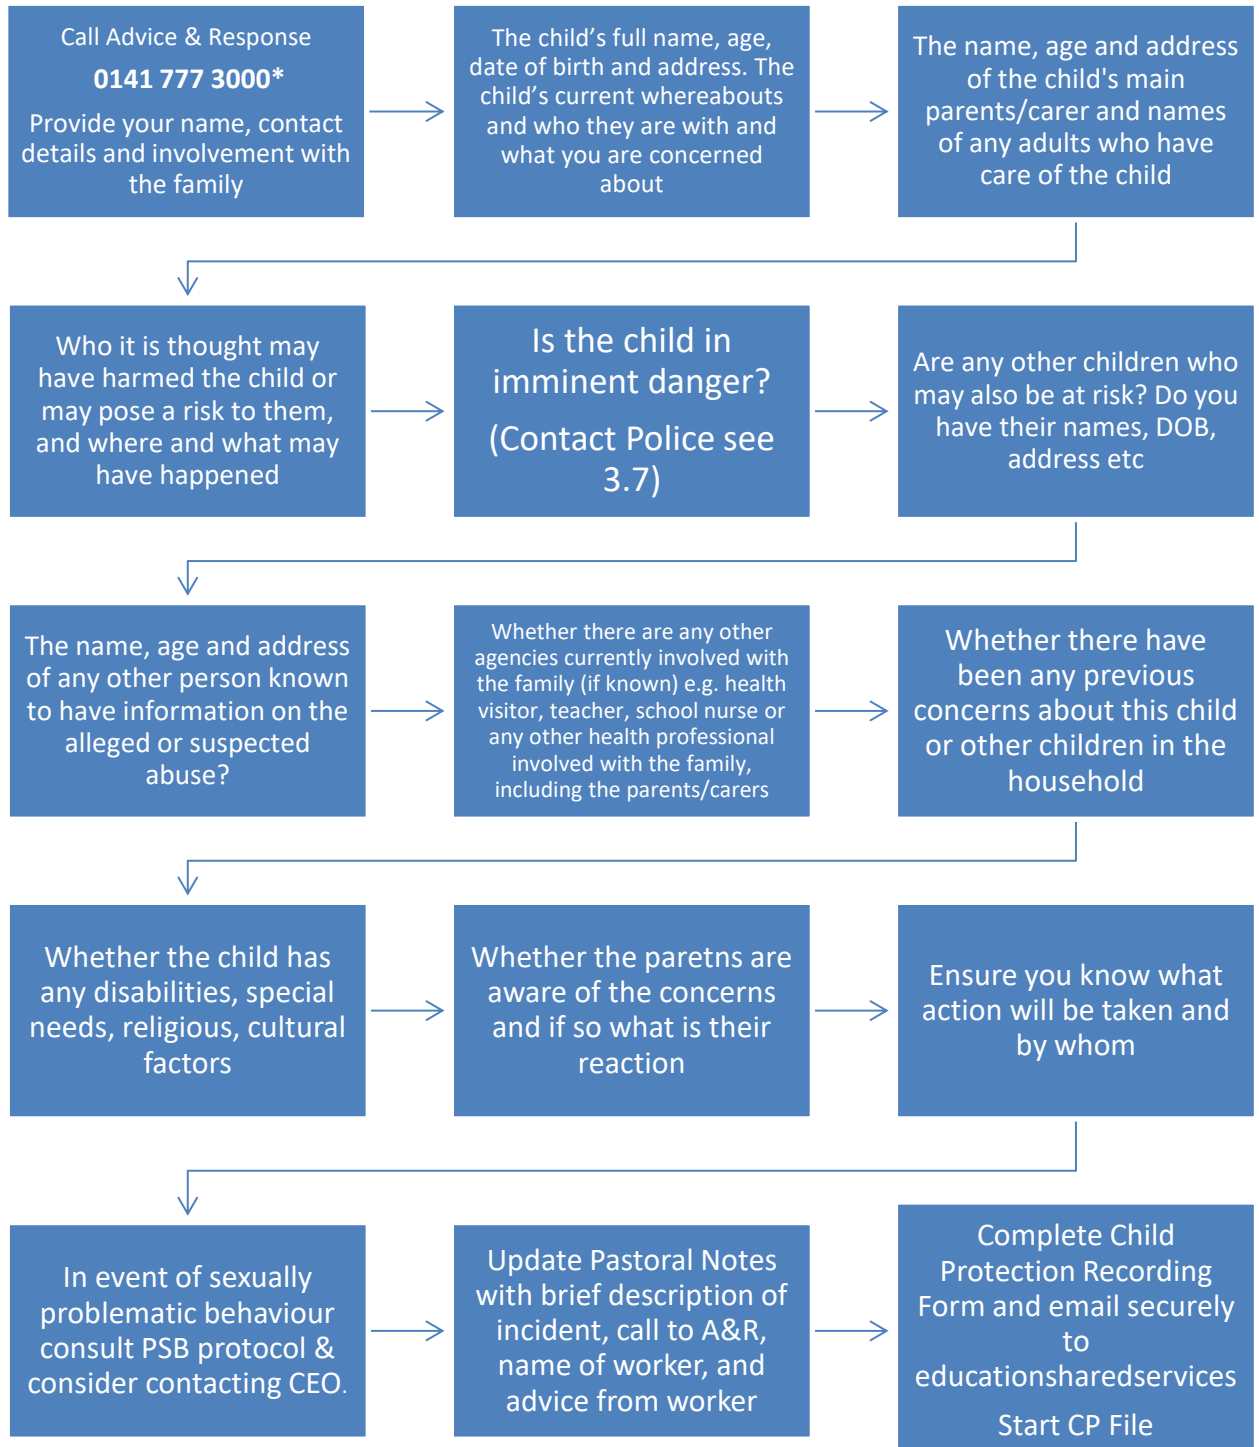 Call Advice & Response
0141 777 3000*
Provide your name, contact
details and involvement with
the family
The child's full name, age,
date of birth and address. The
child's current whereabouts
and who they are with and
what you are concerned
about
The name, age and address
of the child's main
parents/carer and names
of any adults who have
care of the child
Who it is thought may
have harmed the child or
may pose a risk to them,
and where and what may
have happened
Is the child in
imminent danger?
(Contact Police see
3.7)
Are any other children who
may also be at risk? Do you
have their names, DOB,
address etc
The name, age and address
of any other person known
to have information on the
alleged or suspected
abuse?
Whether there are any other
agencies currently involved with
the family (if known) e.g. health
visitor, teacher, school nurse or
any other health professional
involved with the family,
including the parents/carers
Whether there have
been any previous
concerns about this child
or other children in the
household
Whether the child has
any disabilities, special
needs, religious, cultural
factors
Whether the paretns are
aware of the concerns
and if so what is their
reaction
Ensure you know what
action will be taken and
by whom
In event of sexually
problematic behaviour
consult PSB protocol &
consider contacting CEO.
Update Pastoral Notes
with brief description of
incident, call to A&R,
name of worker, and
advice from worker
Complete Child
Protection Recording
Form and email securely
to
educationsharedservices
Start CP File